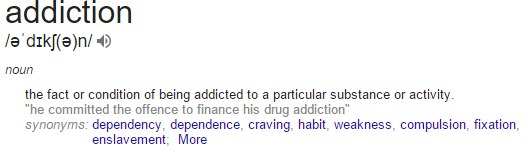 addiction
/əˈdɪkʃ(ə)n/
noun
the fact or condition of being addicted to a particular substance or activity.
"he committed the offence to finance his drug addiction"
synonyms: dependency, dependence, craving, habit, weakness, compulsion, fixation,
enslavement; More